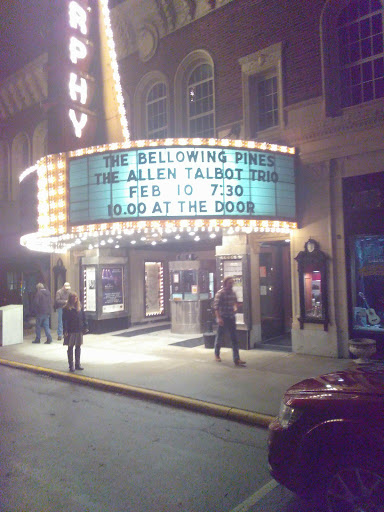 RPHY
THE BELLOWING PINES
THE ALLEN TALBOT TRIO
FEB 10 7:30
10.00 AT THE DOOR